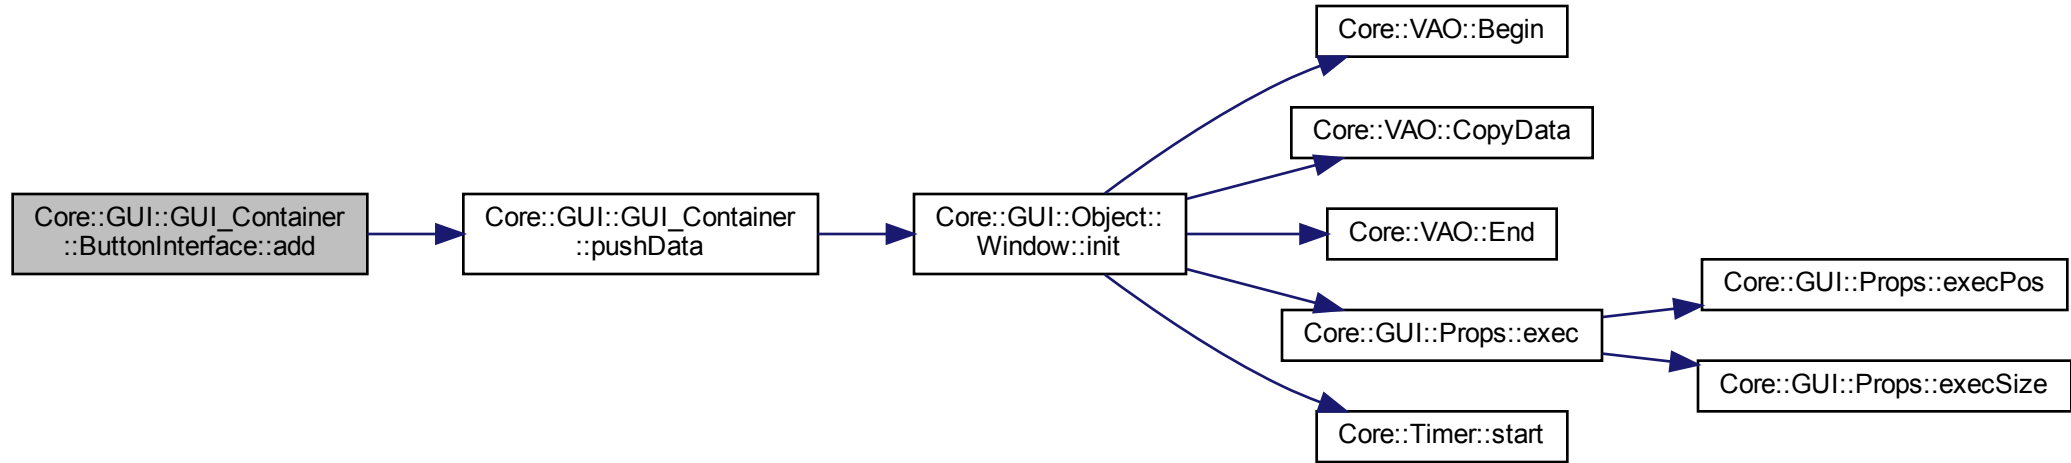 Core::GUI::GUI_Container
::ButtonInterface::add
Core::GUI::GUI_Container
::pushData
Core::GUI::Object::
Window::init
Core::VAO::Begin
Core::VAO::CopyData
Core::VAO::End
Core::GUI::Props::exec
Core::Timer::start
Core::GUI::Props::execPos
Core::GUI::Props::execSize